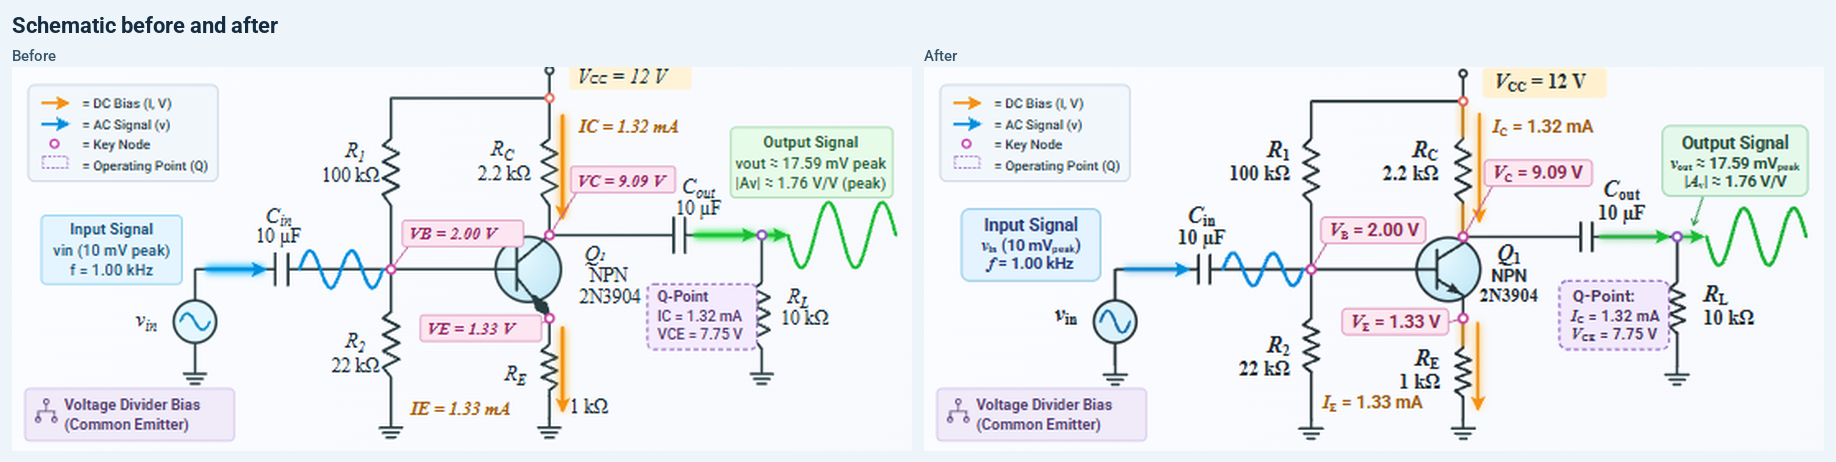 Schematic before and after
Before
= DC Bias (I, V)
= AC Signal (v)
= Key Node
= Operating Point (Q)
VCC = 12 V
IC = 1.32 mA
R1
100 kΩ
RC
2.2 kΩ
VC = 9.09 V
Output Signal
vout ≈ 17.59 mV peak
|Av| ≈ 1.76 V/V (peak)
Cout
10 μF
Input Signal
vin (10 mV peak)
f = 1.00 kHz
Cin
10 μF
VB = 2.00 V
Q1
NPN
2N3904
Q-Point
IC = 1.32 mA
VCE = 7.75 V
RL
10 kΩ
vin
VE = 1.33 V
R2
22 kΩ
RE
1 kΩ
IE = 1.33 mA
Voltage Divider Bias
(Common Emitter)
After
= DC Bias (I, V)
= AC Signal (v)
= Key Node
= Operating Point (Q)
VCC = 12 V
IC = 1.32 mA
R1
100 kΩ
RC
2.2 kΩ
VC = 9.09 V
Output Signal
vout ≈ 17.59 mVpeak
|Av| ≈ 1.76 V/V
Cout
10 μF
Input Signal
vin (10 mVpeak)
f = 1.00 kHz
Cin
10 μF
VB = 2.00 V
Q1
NPN
2N3904
Q-Point:
IC = 1.32 mA
VCE = 7.75 V
RL
10 kΩ
vin
VE = 1.33 V
R2
22 kΩ
RE
1 kΩ
IE = 1.33 mA
Voltage Divider Bias
(Common Emitter)